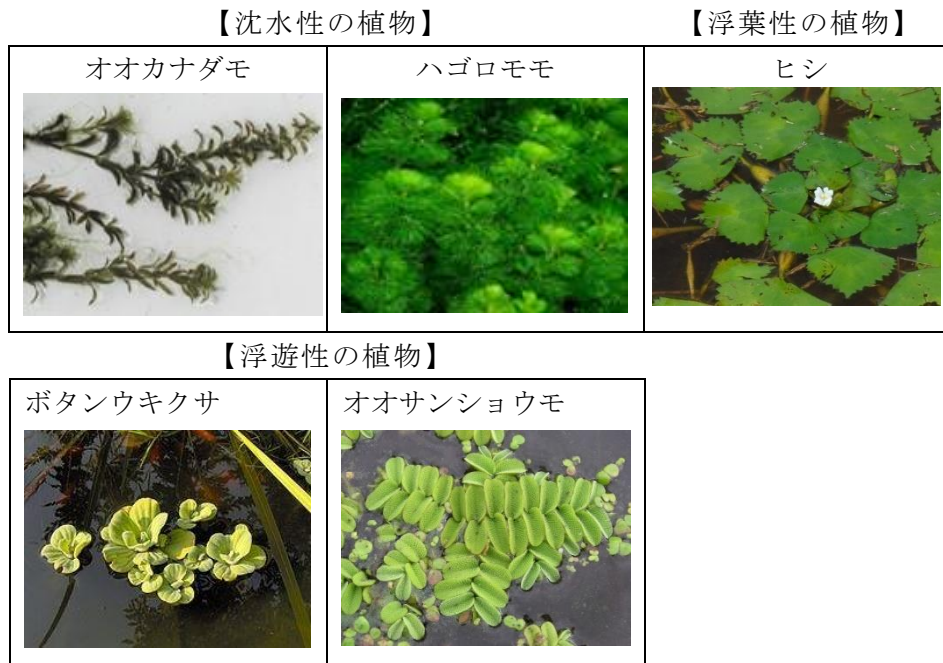 【沈水性の植物】 【浮葉性の植物】
オオカナダモ ハゴロモモ ヒシ
【浮遊性の植物】
ボタンウキクサ オオサンショウモ